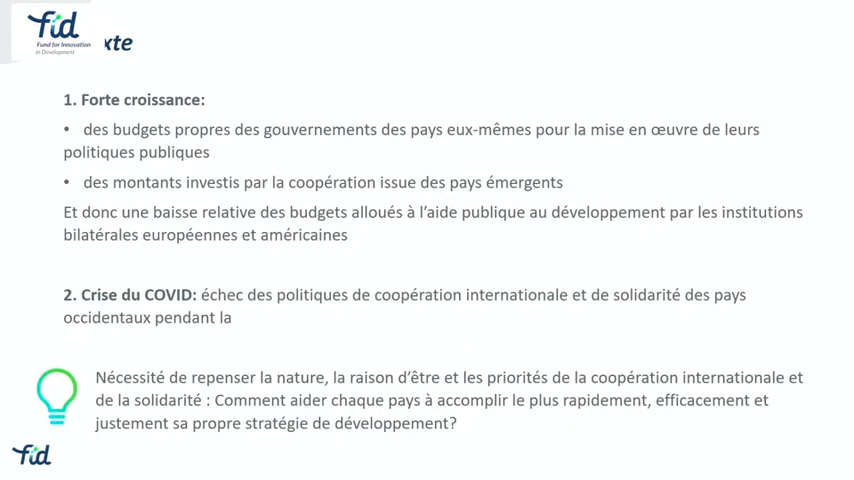 fid
Fund for Innovation
in Development
xte
1. Forte croissance:
• des budgets propres des gouvernements des pays eux-mêmes pour la mise en œuvre de leurs
politiques publiques
• des montants investis par la coopération issue des pays émergents
Et donc une baisse relative des budgets alloués à l’aide publique au développement par les institutions
bilatérales européennes et américaines
2. Crise du COVID: échec des politiques de coopération internationale et de solidarité des pays
occidentaux pendant la
Nécessité de repenser la nature, la raison d’être et les priorités de la coopération internationale et
de la solidarité : Comment aider chaque pays à accomplir le plus rapidement, efficacement et
justement sa propre stratégie de développement?
fid